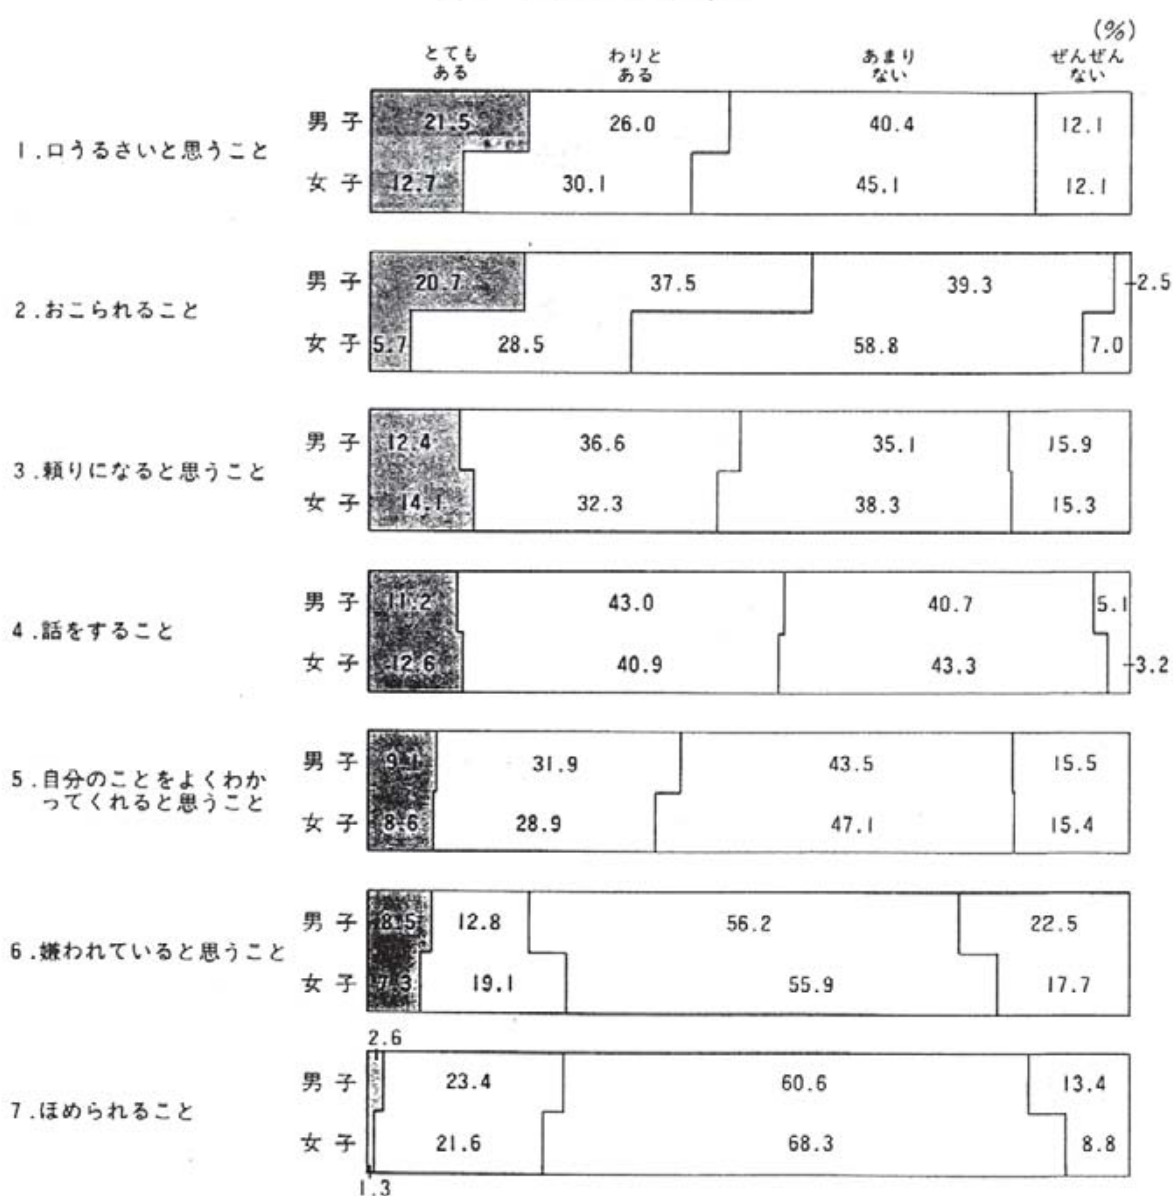 (%)
とても
ある
わりと
ある
あまり
ない
ぜんぜん
ない
1.口うるさいと思うこと
男子 21.5 26.0 40.4 12.1
女子 12.7 30.1 45.1 12.1
2.おこられること
男子 20.7 37.5 39.3 2.5
女子 5.7 28.5 58.8 7.0
3.頼りになると思うこと
男子 12.4 36.6 35.1 15.9
女子 14.1 32.3 38.3 15.3
4.話をすること
男子 11.2 43.0 40.7 5.1
女子 12.6 40.9 43.3 3.2
5.自分のことをよくわか
ってくれると思うこと
男子 9.1 31.9 43.5 15.5
女子 8.6 28.9 47.1 15.4
6.嫌われていると思うこと
男子 8.5 12.8 56.2 22.5
女子 7.3 19.1 55.9 17.7
7.ほめられること
2.6
男子 23.4 60.6 13.4
女子 21.6 68.3 8.8
1.3